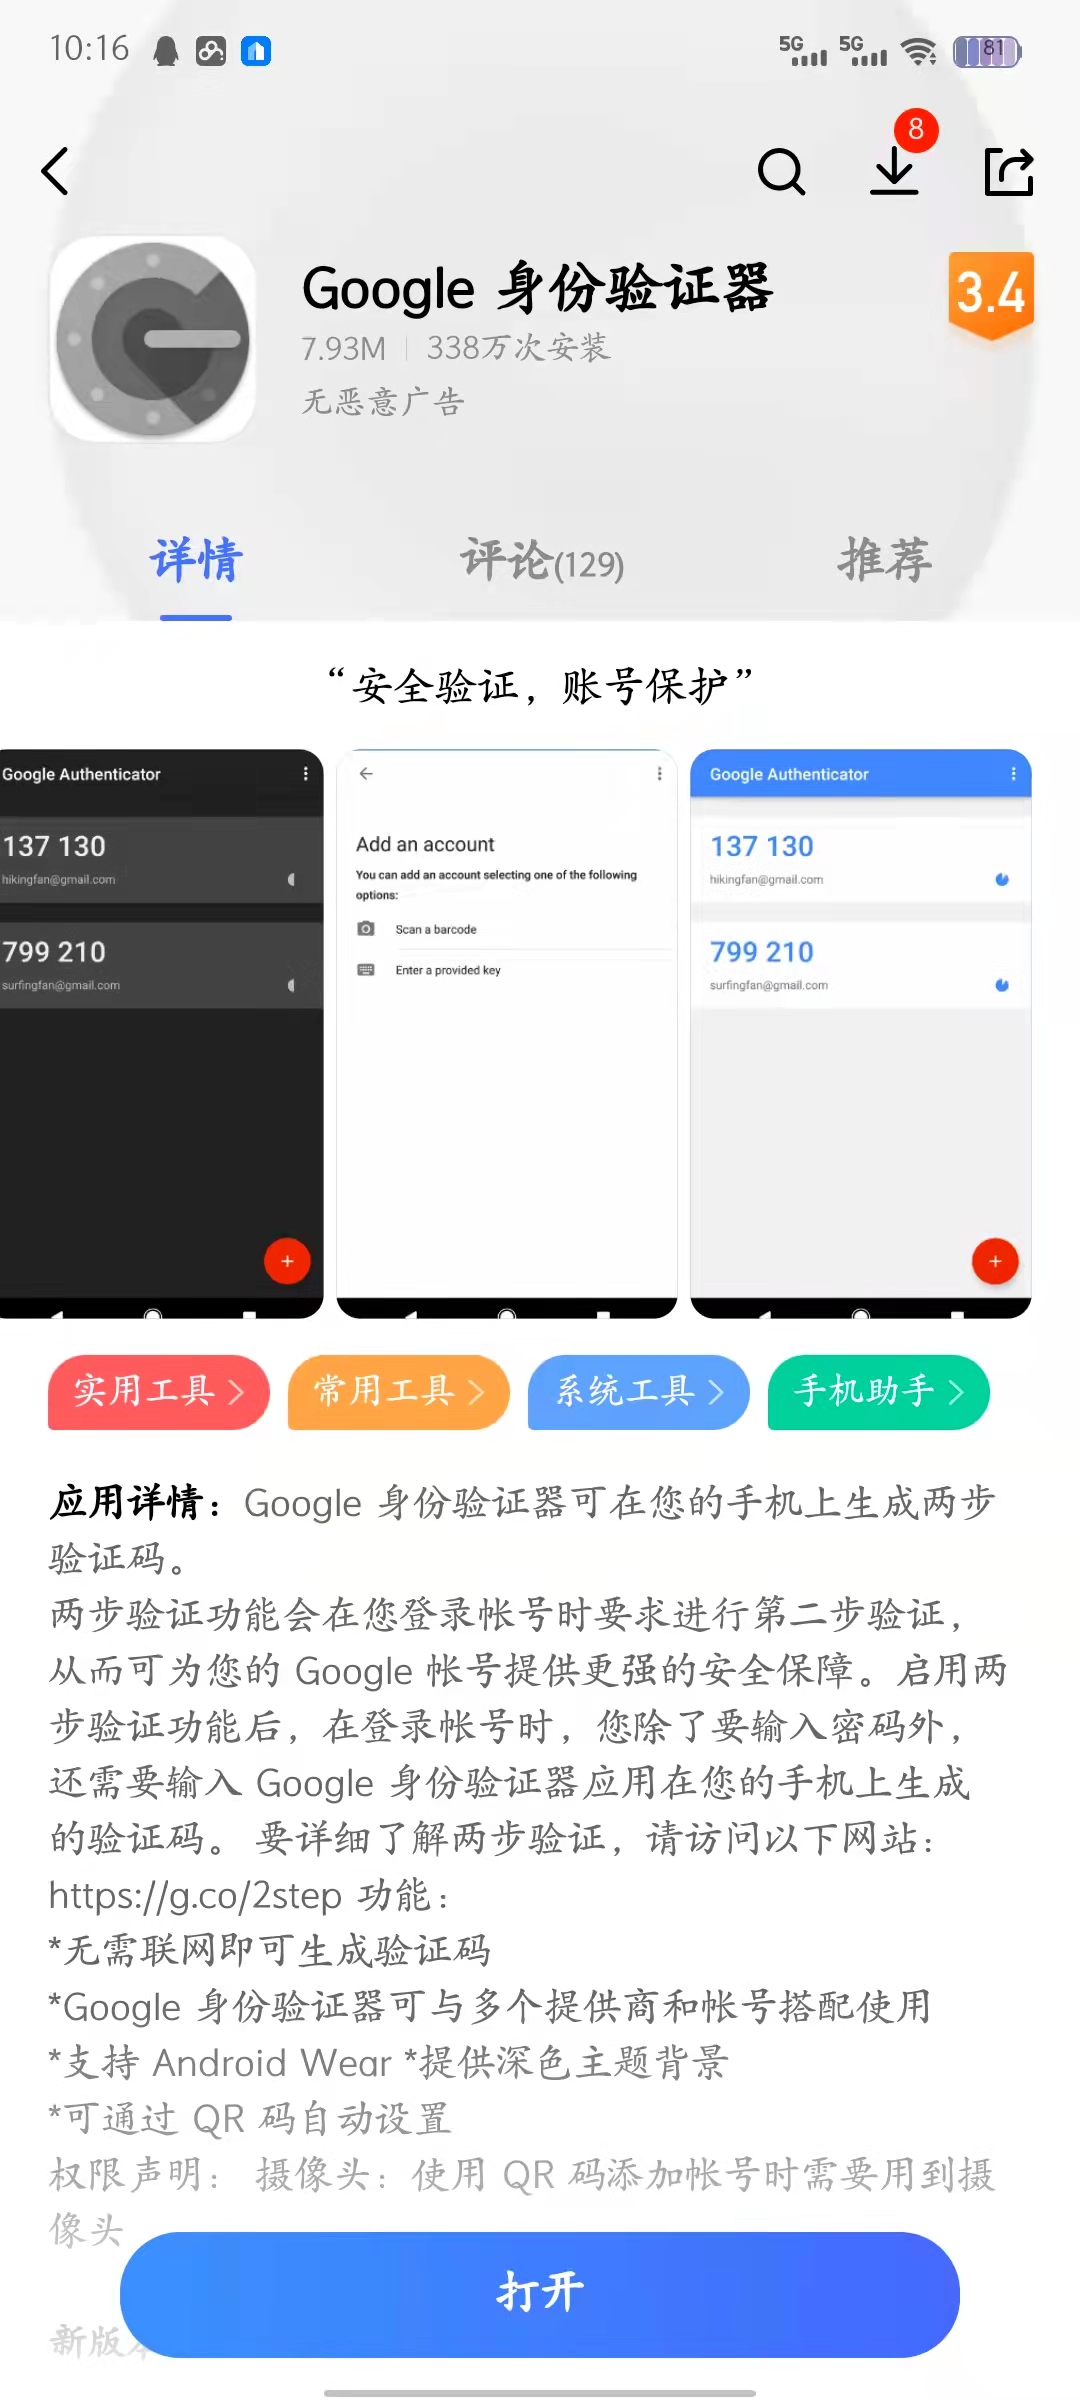 10:16
5G 5G 81
8
Google 身份验证器
3.4
7.93M 338万次安装
无恶意广告
详情 评论(129) 推荐
“安全验证，账号保护”
Google Authenticator
137 130
hikingfan@gmail.com
799 210
surfingfan@gmail.com
+
Add an account
You can add an account selecting one of the following
options:
Scan a barcode
Enter a provided key
Google Authenticator
137 130
hikingfan@gmail.com
799 210
surfingfan@gmail.com
+
实用工具 常用工具 系统工具 手机助手
应用详情：Google 身份验证器可在您的手机上生成两步
验证码。
两步验证功能会在您登录帐号时要求进行第二步验证，
从而可为您的 Google 帐号提供更强的安全保障。启用两
步验证功能后，在登录帐号时，您除了要输入密码外，
还需要输入 Google 身份验证器应用在您的手机上生成
的验证码。 要详细了解两步验证，请访问以下网站：
https://g.co/2step 功能：
*无需联网即可生成验证码
*Google 身份验证器可与多个提供商和帐号搭配使用
*支持 Android Wear *提供深色主题背景
*可通过 QR 码自动设置
权限声明： 摄像头：使用 QR 码添加帐号时需要用到摄
像头
打开
新版本